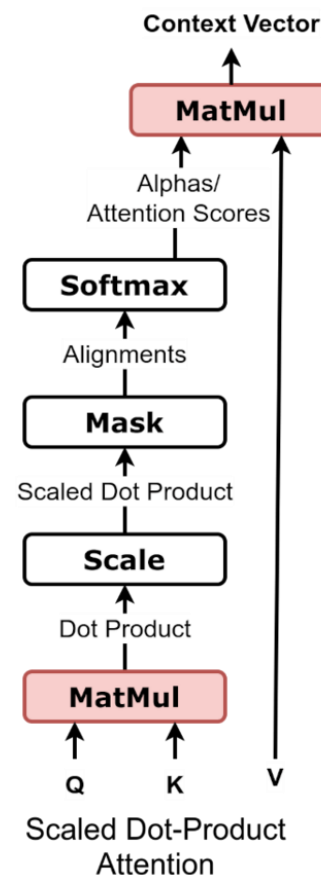 Context Vector
MatMul
Alphas/
Attention Scores
Softmax
Alignments
Mask
Scaled Dot Product
Scale
Dot Product
MatMul
Q K V
Scaled Dot-Product
Attention